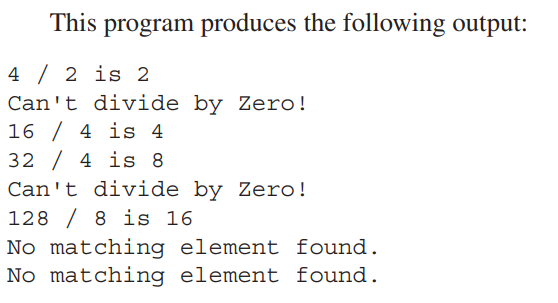 This program produces the following output:
4 / 2 is 2
Can't divide by Zero!
16 / 4 is 4
32 / 4 is 8
Can't divide by Zero!
128 / 8 is 16
No matching element found.
No matching element found.